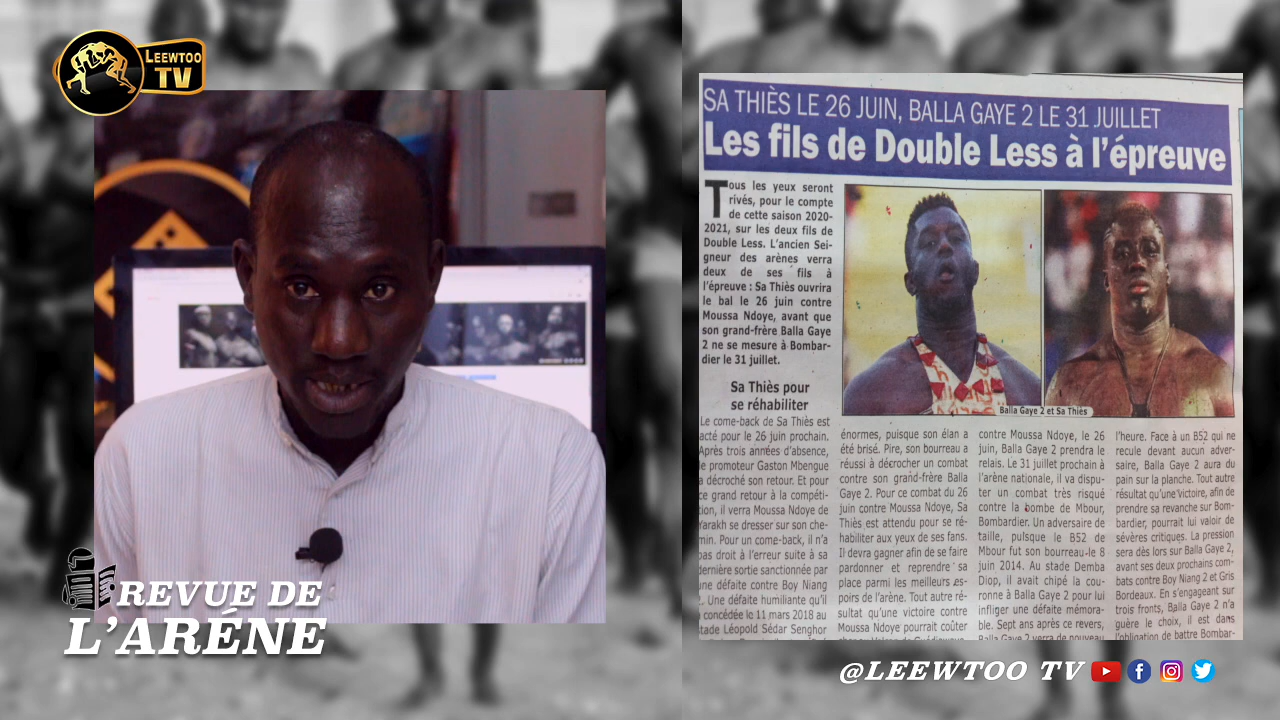 LEEWTOO
TV
SA THIÈS LE 26 JUIN, BALLA GAYE 2 LE 31 JUILLET
Les fils de Double Less à l'épreuve
Tous les yeux seront
rivés, pour le compte
de cette saison 2020-
2021, sur les deux fils de
Double Less. L'ancien Sei-
gneur des arènes verra
deux de ses fils à
l'épreuve : Sa Thiès ouvrira
le bal le 26 juin contre
Moussa Ndoye, avant que
son grand-frère Balla Gaye
2 ne se mesure à Bombar-
dier le 31 juillet.
Balla Gaye 2 et Sa Thiès
Sa Thiès pour
se réhabiliter
Le come-back de Sa Thiès est
acté pour le 26 juin prochain.
Après trois années d'absence,
le promoteur Gaston Mbengue
a décroché son retour. Et pour
ce grand retour à la compéti-
tion, il verra Moussa Ndoye de
Yarakh se dresser sur son che-
min. Pour un come-back, il n'a
pas droit à l'erreur suite à sa
dernière sortie sanctionnée par
une défaite contre Boy Niang
2. Une défaite humiliante qu'il
a concédée le 11 mars 2018 au
stade Léopold Sédar Senghor
énormes, puisque son élan a
été brisé. Pire, son bourreau a
réussi à décrocher un combat
contre son grand-frère Balla
Gaye 2. Pour ce combat du 26
juin contre Moussa Ndoye, Sa
Thiès est attendu pour se ré-
habiliter aux yeux de ses fans.
Il devra gagner afin de se faire
pardonner et reprendre sa
place parmi les meilleurs es-
poirs de l'arène. Tout autre ré-
sultat qu'une victoire contre
Moussa Ndoye pourrait coûter
contre Moussa Ndoye, le 26
juin, Balla Gaye 2 prendra le
relais. Le 31 juillet prochain à
l'arène nationale, il va dispu-
ter un combat très risqué
contre la bombe de Mbour,
Bombardier. Un adversaire de
taille, puisque le B52 de
Mbour fut son bourreau le 8
juin 2014. Au stade Demba
Diop, il avait chipé la cou-
ronne à Balla Gaye 2 pour lui
infliger une défaite mémora-
ble. Sept ans après ce revers,
Balla Gaye 2 verra de nouveau
l'heure. Face à un B52 qui ne
recule devant aucun adver-
saire, Balla Gaye 2 aura du
pain sur la planche. Tout autre
résultat qu'une victoire, afin de
prendre sa revanche sur Bom-
bardier, pourrait lui valoir de
sévères critiques. La pression
sera dès lors sur Balla Gaye 2,
avant ses deux prochains com-
bats contre Boy Niang 2 et Gris
Bordeaux. En s'engageant sur
trois fronts, Balla Gaye 2 n'a
guère le choix, il est dans
l'obligation de battre Bombar-
REVUE DE
L'ARÉNE
@LEEWTOO TV